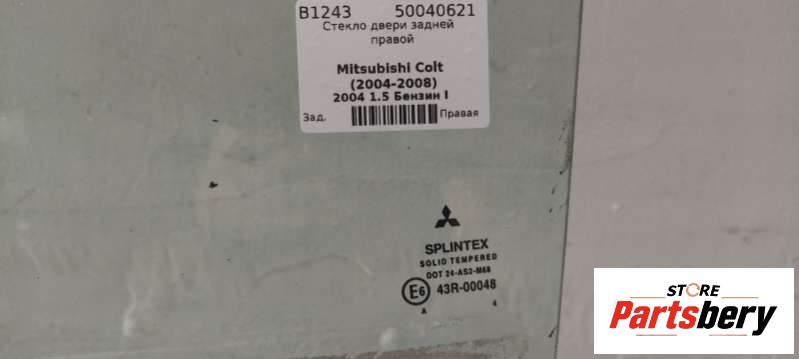 B1243 50040621
Стекло двери задней
правой
Mitsubishi Colt
(2004-2008)
2004 1.5 Бензин I
Зад. Правая
SPLINTEX
SOLID TEMPERED
DOT 24-AS2-M68
E6 43R-00048
A 4
STORE
Partsbery